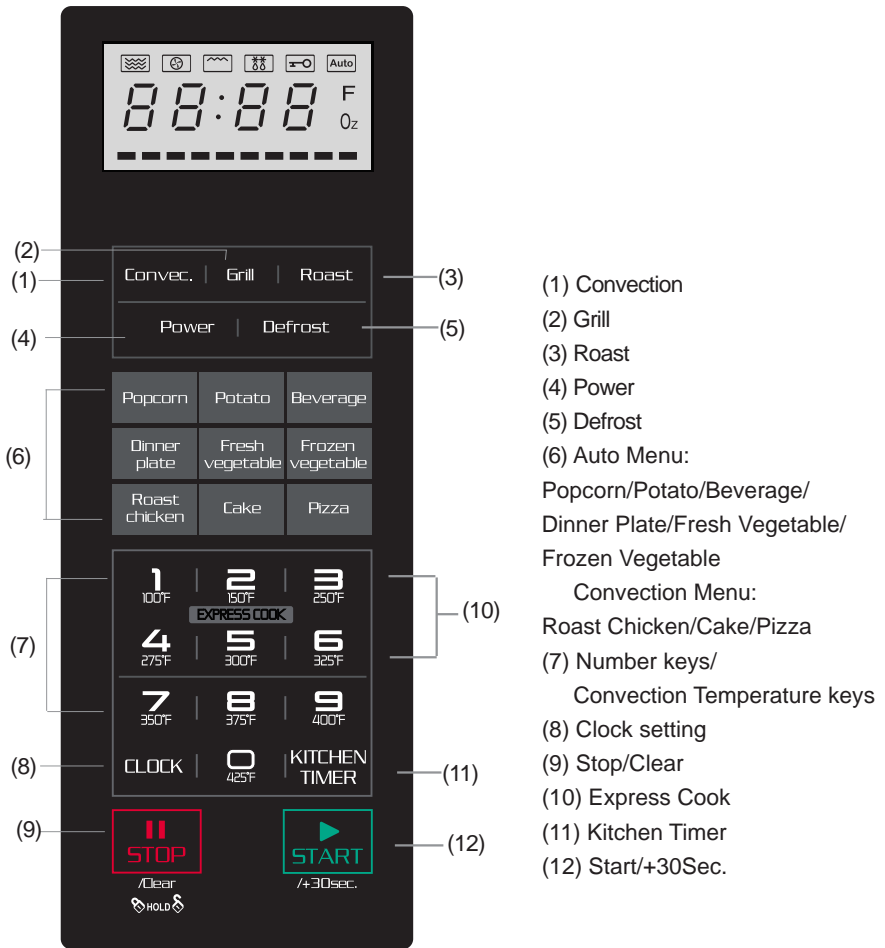 Auto
88:88 F
Oz
(2)
(1) Convec. Grill Roast (3)
(4) Power Defrost (5)
Popcorn Potato Beverage
(6)
Dinner plate Fresh vegetable Frozen vegetable
Roast chicken Cake Pizza
1 2 3
100°F 150°F 250°F
EXPRESS COOK
(10)
(7)
4 5 6
275°F 300°F 325°F
7 8 9
350°F 375°F 400°F
(8) CLOCK 0 KITCHEN TIMER (11)
425°F
(9) STOP START (12)
/Clear /+30sec.
HOLD
(1) Convection
(2) Grill
(3) Roast
(4) Power
(5) Defrost
(6) Auto Menu:
Popcorn/Potato/Beverage/
Dinner Plate/Fresh Vegetable/
Frozen Vegetable
Convection Menu:
Roast Chicken/Cake/Pizza
(7) Number keys/
Convection Temperature keys
(8) Clock setting
(9) Stop/Clear
(10) Express Cook
(11) Kitchen Timer
(12) Start/+30Sec.